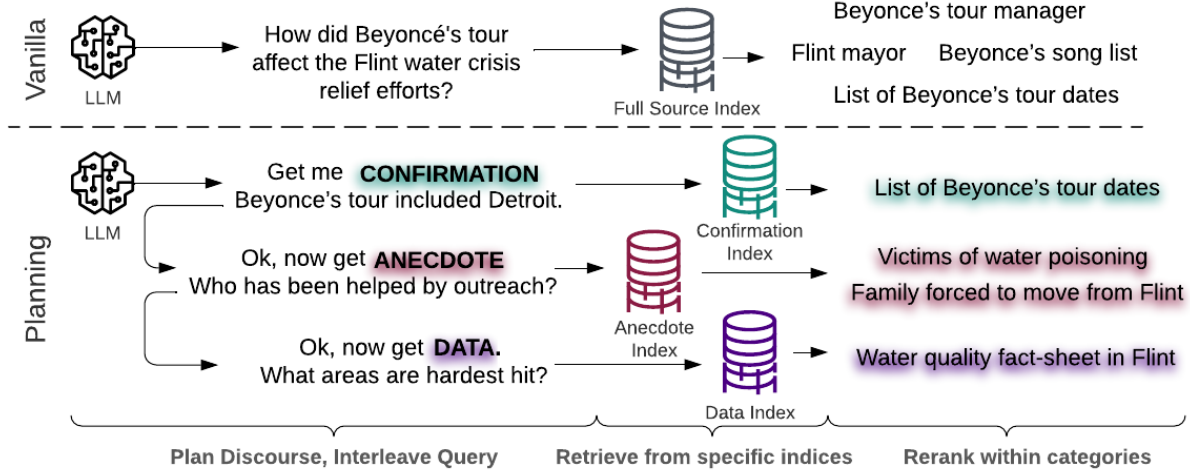 Vanilla
LLM
How did Beyoncé's tour
affect the Flint water crisis
relief efforts?
Full Source Index
Beyonce's tour manager
Flint mayor
Beyonce's song list
List of Beyonce's tour dates
Planning
LLM
Get me CONFIRMATION
Beyonce's tour included Detroit.
Confirmation
Index
List of Beyonce's tour dates
Ok, now get ANECDOTE
Who has been helped by outreach?
Anecdote
Index
Victims of water poisoning
Family forced to move from Flint
Ok, now get DATA.
What areas are hardest hit?
Data Index
Water quality fact-sheet in Flint
Plan Discourse, Interleave Query
Retrieve from specific indices
Rerank within categories